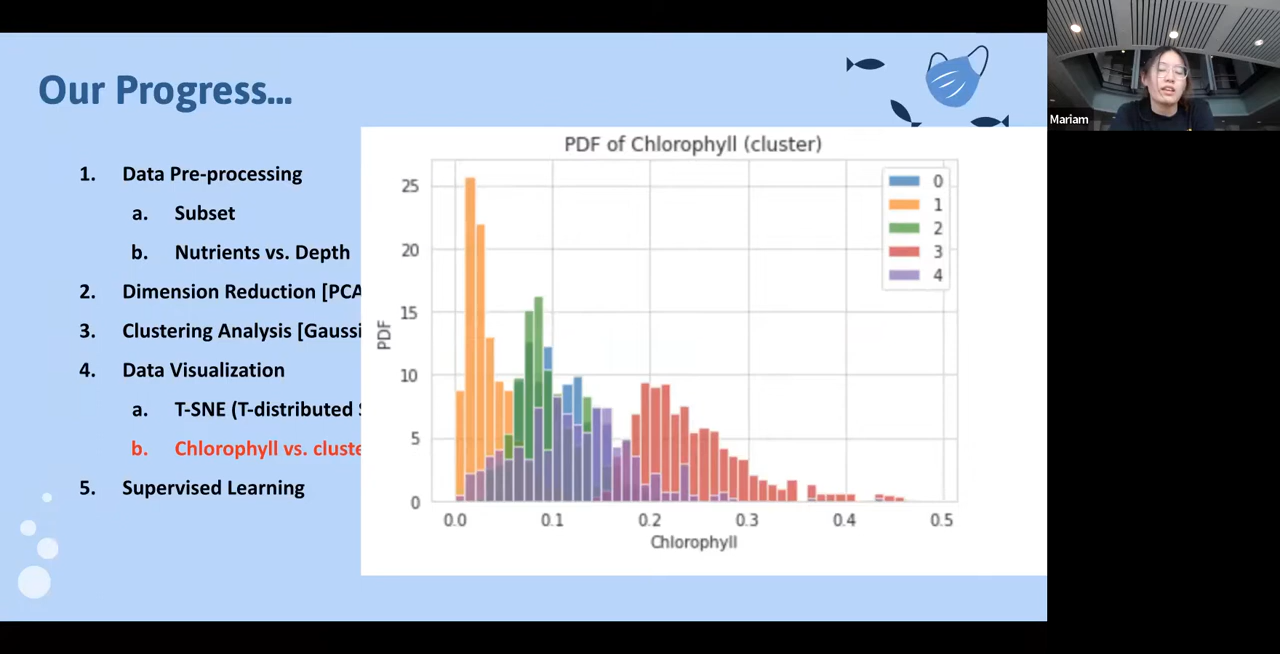 Our Progress...
1. Data Pre-processing
a. Subset
b. Nutrients vs. Depth
2. Dimension Reduction [PCA
3. Clustering Analysis [Gaussi
4. Data Visualization
a. T-SNE (T-distributed
b. Chlorophyll vs. cluste
5. Supervised Learning
PDF of Chlorophyll (cluster)
PDF
25
20
15
10
5
0
0.0 0.1 0.2 0.3 0.4 0.5
Chlorophyll
0
1
2
3
4
Mariam